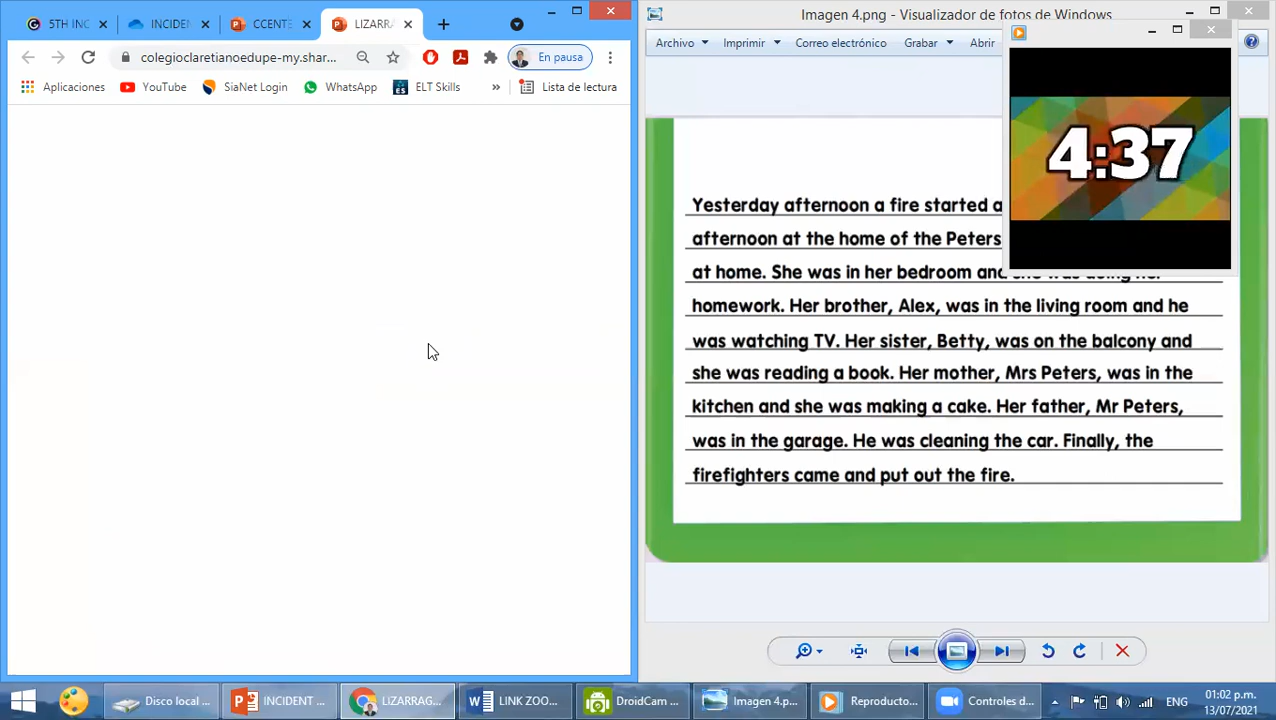 5TH INC
INCIDEN
CCENTE
LIZARRA
colegioclaretianoedupe-my.shar...
En pausa
Aplicaciones
YouTube
SiaNet Login
WhatsApp
ELT Skills
»
Lista de lectura
Imagen 4.png - Visualizador de fotos de Windows
Archivo
Imprimir
Correo electrónico
Grabar
Abrir
4:37
Yesterday afternoon a fire started a
afternoon at the home of the Peters
at home. She was in her bedroom and she was doing her
homework. Her brother, Alex, was in the living room and he
was watching TV. Her sister, Betty, was on the balcony and
she was reading a book. Her mother, Mrs Peters, was in the
kitchen and she was making a cake. Her father, Mr Peters,
was in the garage. He was cleaning the car. Finally, the
firefighters came and put out the fire.
Disco local ...
INCIDENT
LIZARRAG...
LINK ZOO...
DroidCam ...
Imagen 4.p...
Reproducto...
Controles d...
ENG
01:02 p.m.
13/07/2021